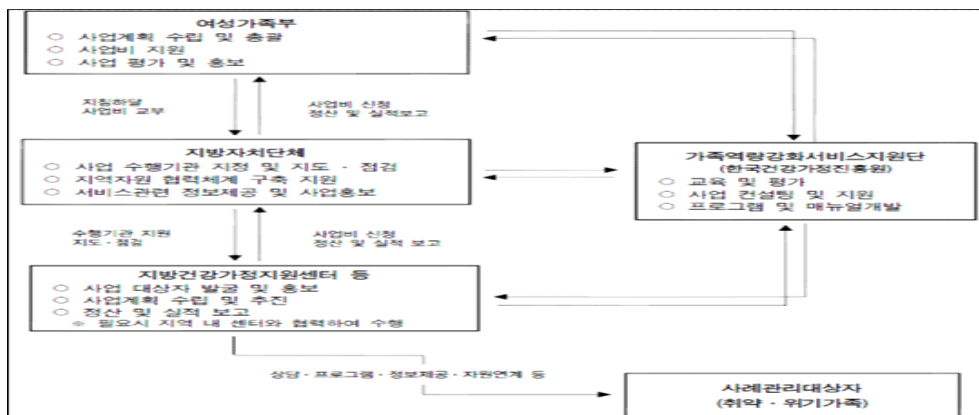 여성가족부
○ 사업계획 수립 및 총괄
○ 사업비 지원
○ 사업 평가 및 홍보
지침하달
사업비 교부
사업비 신청
정산 및 실적보고
지방자치단체
○ 사업 수행기관 지정 및 지도 · 점검
○ 지역자원 협력체계 구축 지원
○ 서비스관련 정보제공 및 사업홍보
가족역량강화서비스지원단
(한국건강가정진흥원)
○ 교육 및 평가
○ 사업 컨설팅 및 지원
○ 프로그램 및 매뉴얼개발
수행기관 지원
지도 · 점검
사업비 신청
정산 및 실적 보고
지방건강가정지원센터 등
○ 사업 대상자 발굴 및 홍보
○ 사업계획 수립 및 추진
○ 정산 및 실적 보고
※ 필요시 지역 내 센터와 협력하여 수행
상담 · 프로그램 · 정보제공 · 자원연계 등
사례관리대상자
(취약 · 위기가족)